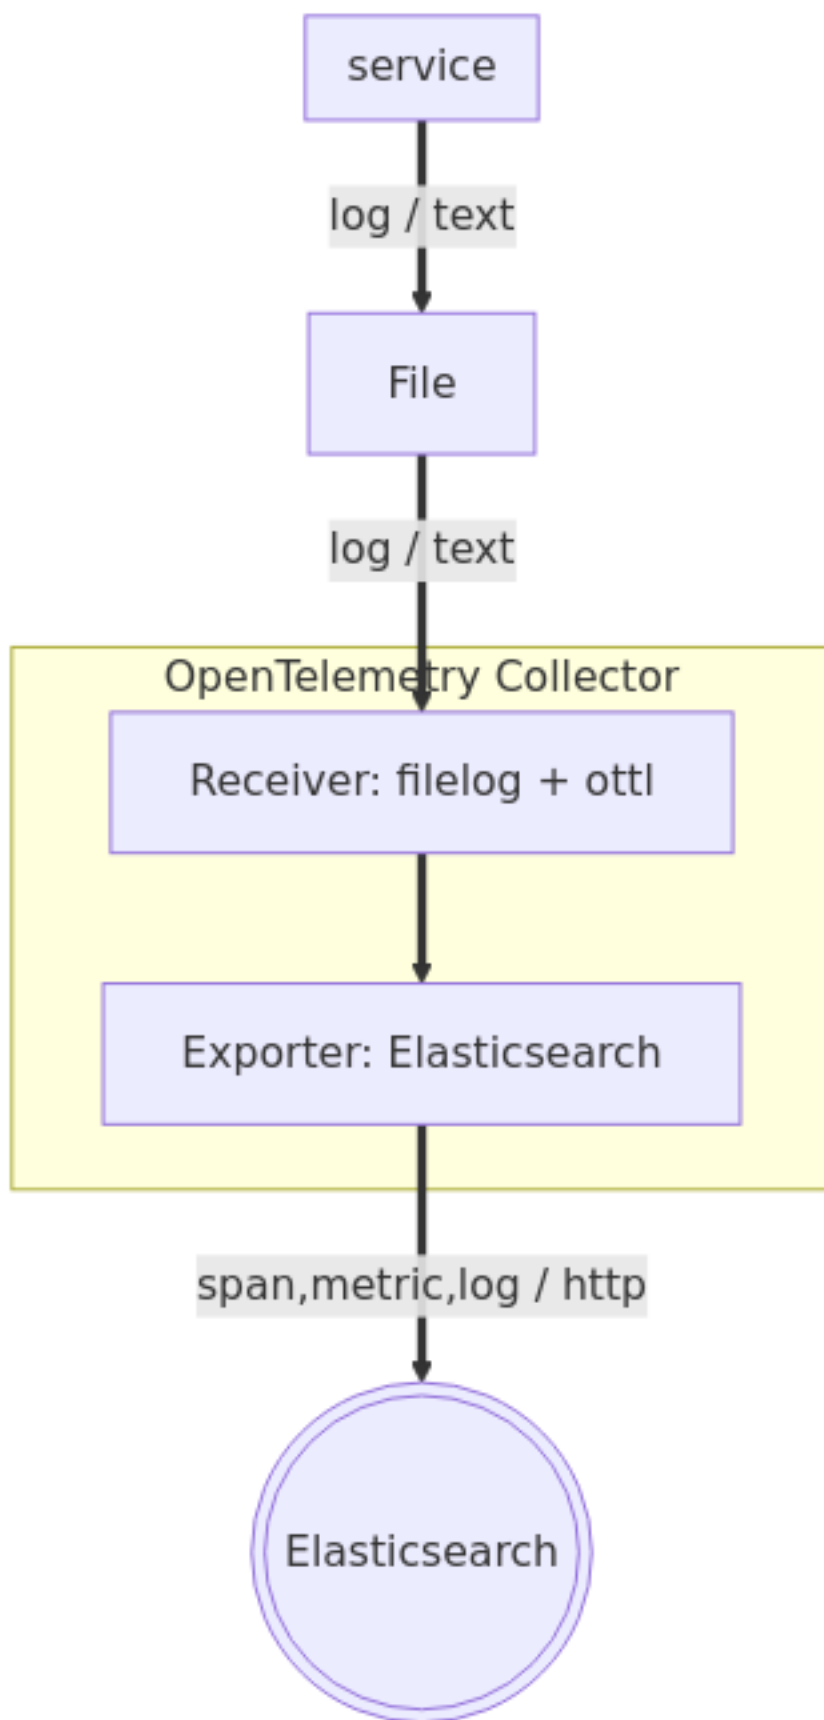 service
log / text
File
log / text
OpenTelemetry Collector
Receiver: filelog + ottl
Exporter: Elasticsearch
span,metric,log / http
Elasticsearch